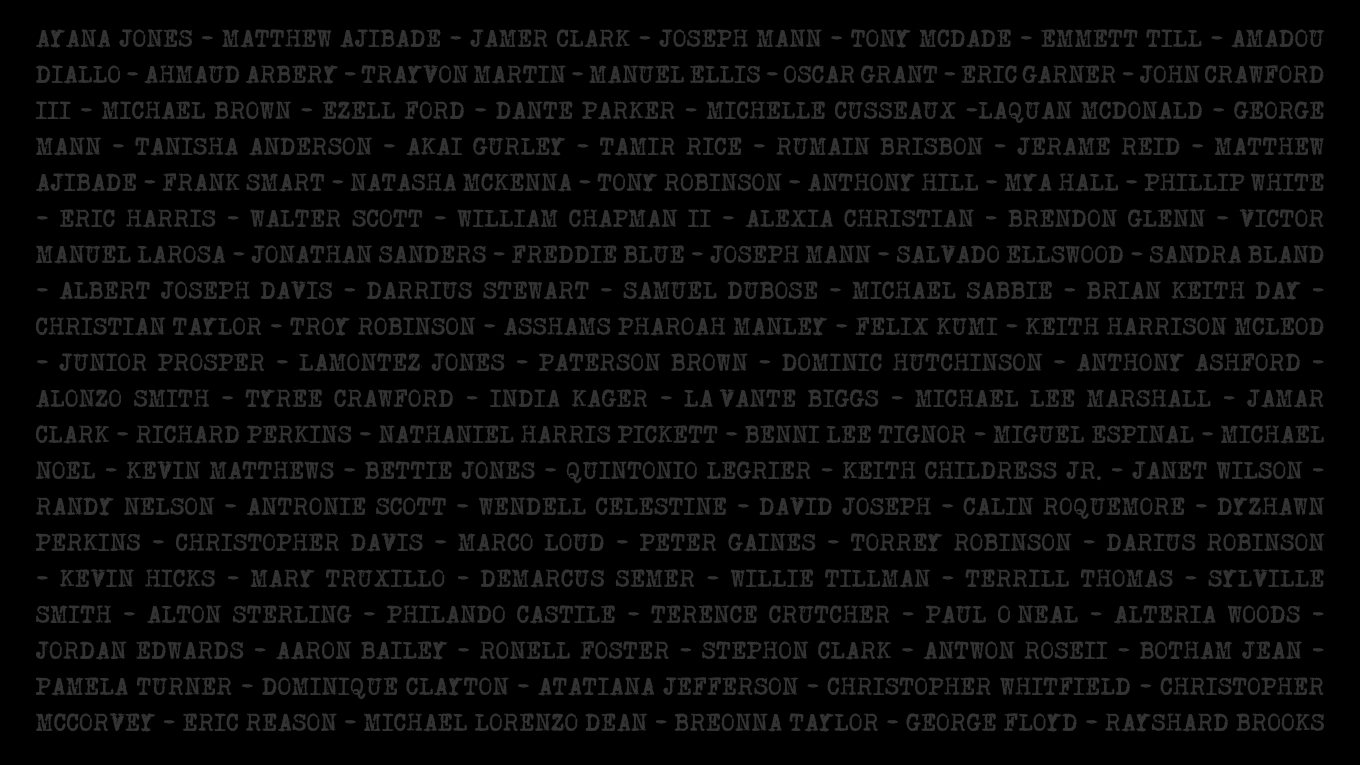 AYANA JONES - MATTHEW AJIBADE - JAMER CLARK - JOSEPH MANN - TONY MCDADE - EMMETT TILL - AMADOU
DIALLO - AHMAUD ARBERY - TRAYVON MARTIN - MANUEL ELLIS - OSCAR GRANT - ERIC GARNER - JOHN CRAWFORD
III - MICHAEL BROWN - EZELL FORD - DANTE PARKER - MICHELLE CUSSEAUX -LAQUAN MCDONALD - GEORGE
MANN - TANISHA ANDERSON - AKAI GURLEY - TAMIR RICE - RUMAIN BRISBON - JERAME REID - MATTHEW
AJIBADE - FRANK SMART - NATASHA MCKENNA - TONY ROBINSON - ANTHONY HILL - MYA HALL - PHILLIP WHITE
- ERIC HARRIS - WALTER SCOTT - WILLIAM CHAPMAN II - ALEXIA CHRISTIAN - BRENDON GLENN - VICTOR
MANUEL LAROSA - JONATHAN SANDERS - FREDDIE BLUE - JOSEPH MANN - SALVADO ELLSWOOD - SANDRA BLAND
- ALBERT JOSEPH DAVIS - DARRIUS STEWART - SAMUEL DUBOSE - MICHAEL SABBIE - BRIAN KEITH DAY -
CHRISTIAN TAYLOR - TROY ROBINSON - ASSHAMS PHAROAH MANLEY - FELIX KUMI - KEITH HARRISON MCLEOD
- JUNIOR PROSPER - LAMONTEZ JONES - PATERSON BROWN - DOMINIC HUTCHINSON - ANTHONY ASHFORD -
ALONZO SMITH - TYREE CRAWFORD - INDIA KAGER - LA VANTE BIGGS - MICHAEL LEE MARSHALL - JAMAR
CLARK - RICHARD PERKINS - NATHANIEL HARRIS PICKETT - BENNI LEE TIGNOR - MIGUEL ESPINAL - MICHAEL
NOEL - KEVIN MATTHEWS - BETTIE JONES - QUINTONIO LEGRIER - KEITH CHILDRESS JR. - JANET WILSON -
RANDY NELSON - ANTRONIE SCOTT - WENDELL CELESTINE - DAVID JOSEPH - CALIN ROQUEMORE - DYZHAWN
PERKINS - CHRISTOPHER DAVIS - MARCO LOUD - PETER GAINES - TORREY ROBINSON - DARIUS ROBINSON
- KEVIN HICKS - MARY TRUXILLO - DEMARCUS SEMER - WILLIE TILLMAN - TERRILL THOMAS - SYLVILLE
SMITH - ALTON STERLING - PHILANDO CASTILE - TERENCE CRUTCHER - PAUL O NEAL - ALTERIA WOODS -
JORDAN EDWARDS - AARON BAILEY - RONELL FOSTER - STEPHON CLARK - ANTWON ROSEII - BOTHAM JEAN -
PAMELA TURNER - DOMINIQUE CLAYTON - ATATIANA JEFFERSON - CHRISTOPHER WHITFIELD - CHRISTOPHER
MCCORVEY - ERIC REASON - MICHAEL LORENZO DEAN - BREONNA TAYLOR - GEORGE FLOYD - RAYSHARD BROOKS